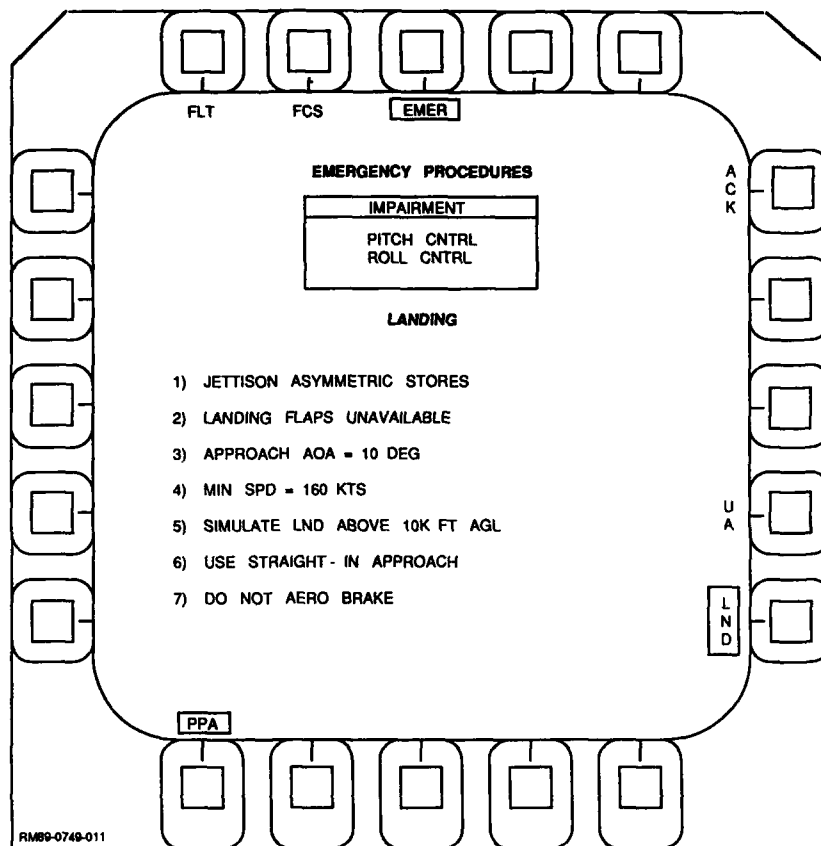 FLT FCS EMER
EMERGENCY PROCEDURES
ACK
IMPAIRMENT
PITCH CNTRL
ROLL CNTRL
LANDING
1) JETTISON ASYMMETRIC STORES
2) LANDING FLAPS UNAVAILABLE
3) APPROACH AOA = 10 DEG
4) MIN SPD = 160 KTS
5) SIMULATE LND ABOVE 10K FT AGL
UA
6) USE STRAIGHT-IN APPROACH
7) DO NOT AERO BRAKE
LND
PPA
RM89-0749-011